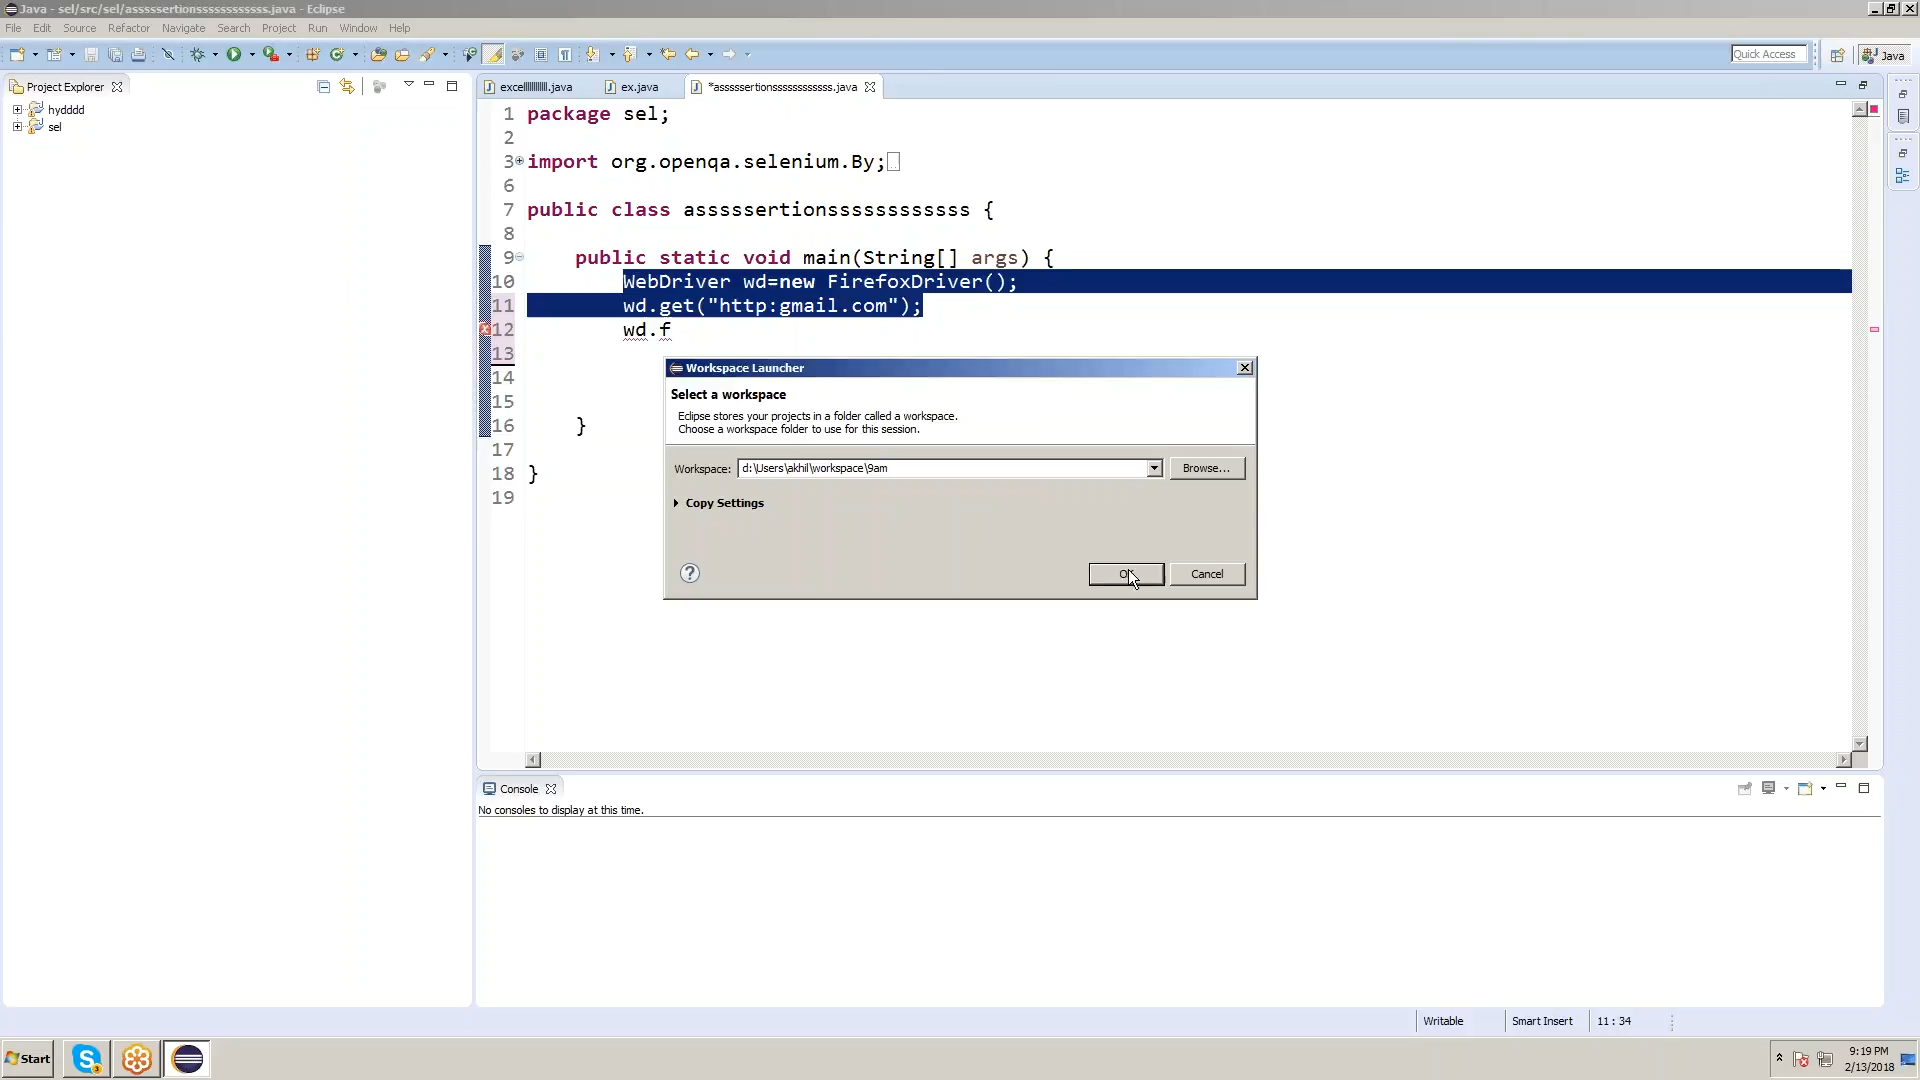 Java - sel/src/sel/asssssertionssssssssssss.java - Eclipse
File Edit Source Refactor Navigate Search Project Run Window Help
Quick Access
Java
Project Explorer
hydddd
sel
ex.java
1 package sel;
2
3 import org.openqa.selenium.By;
6
7 public class asssssertionssssssssssss {
8
9 public static void main(String[] args) {
10 WebDriver wd=new FirefoxDriver();
11 wd.get("http:gmail.com");
12 wd.f
13
14
15
16 }
17
18 }
19
Workspace Launcher
Select a workspace
Eclipse stores your projects in a folder called a workspace.
Choose a workspace folder to use for this session.
Workspace: d:\Users\akhil\workspace\9am Browse...
Copy Settings
OK Cancel
Console
No consoles to display at this time.
Writable Smart Insert 11 : 34
Start
9:19 PM
2/13/2018